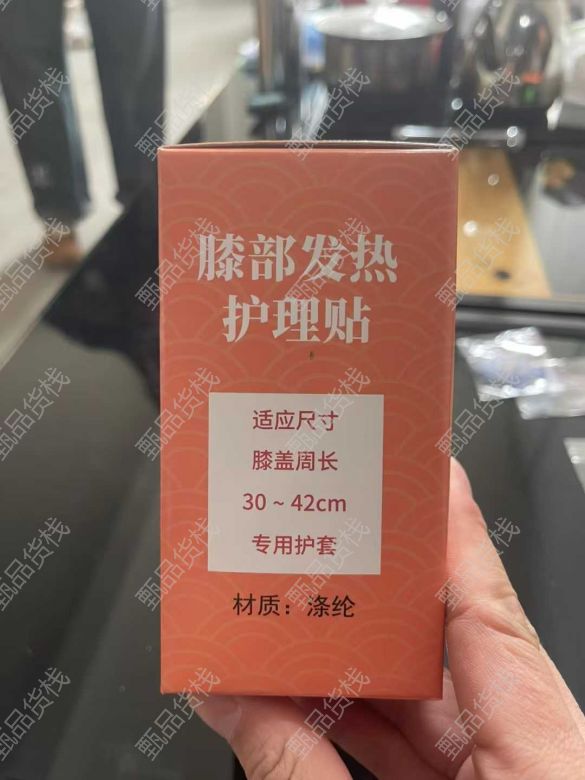 膝部发热
护理贴
适应尺寸
膝盖周长
30 ~ 42cm
专用护套
材质：涤纶
甄品货栈